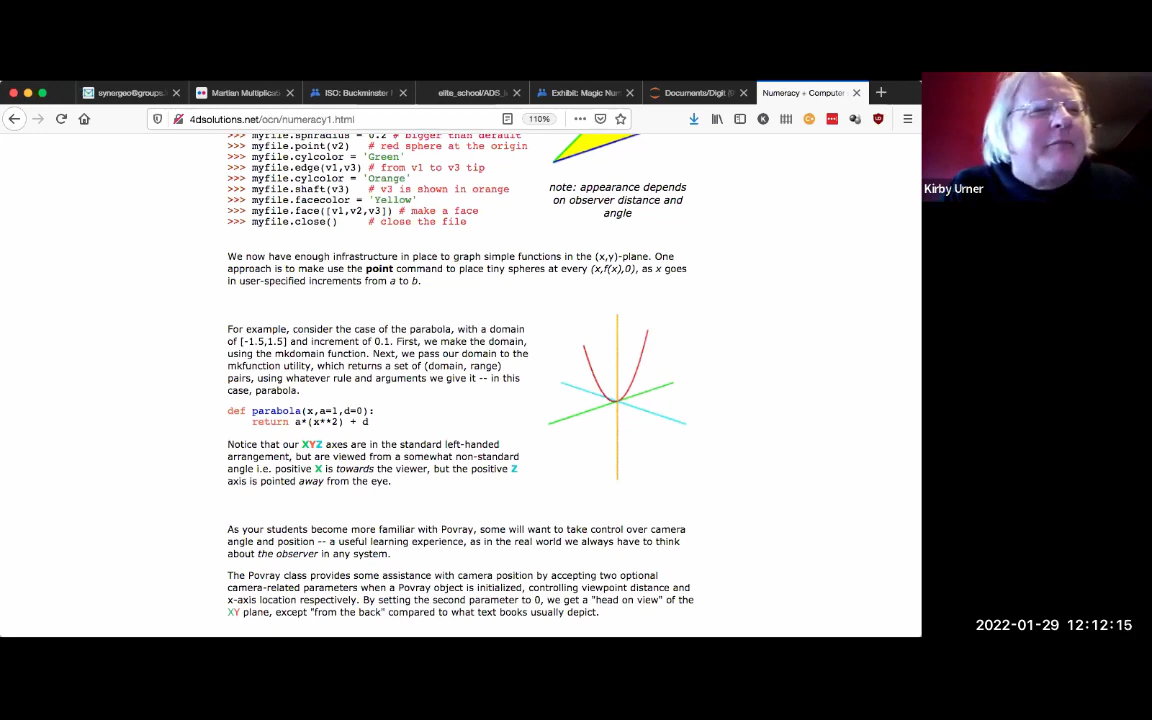 synergeo@groups.
Martian Multiplicati
ISO: Buckminster
elite_school/ADS_
Exhibit: Magic Num
Documents/Digit
Numeracy + Computer
4dsolutions.net/ocn/numeracy1.html
110%
>>> myfile.sphradius = 0.2 # bigger than default
>>> myfile.point(v2) # red sphere at the origin
>>> myfile.cylcolor = 'Green'
>>> myfile.edge(v1,v3) # from v1 to v3 tip
>>> myfile.cylcolor = 'Orange'
>>> myfile.shaft(v3) # v3 is shown in orange
>>> myfile.facecolor = 'Yellow'
>>> myfile.face([v1,v2,v3]) # make a face
>>> myfile.close() # close the file
note: appearance depends
on observer distance and
angle
We now have enough infrastructure in place to graph simple functions in the (x,y)-plane. One
approach is to make use the point command to place tiny spheres at every (x,f(x),0), as x goes
in user-specified increments from a to b.
For example, consider the case of the parabola, with a domain
of [-1.5,1.5] and increment of 0.1. First, we make the domain,
using the mkdomain function. Next, we pass our domain to the
mkfunction utility, which returns a set of (domain, range)
pairs, using whatever rule and arguments we give it -- in this
case, parabola.
def parabola(x,a=1,d=0):
return a*(x**2) + d
Notice that our XYZ axes are in the standard left-handed
arrangement, but are viewed from a somewhat non-standard
angle i.e. positive X is towards the viewer, but the positive Z
axis is pointed away from the eye.
As your students become more familiar with Povray, some will want to take control over camera
angle and position -- a useful learning experience, as in the real world we always have to think
about the observer in any system.
The Povray class provides some assistance with camera position by accepting two optional
camera-related parameters when a Povray object is initialized, controlling viewpoint distance and
x-axis location respectively. By setting the second parameter to 0, we get a "head on view" of the
XY plane, except "from the back" compared to what text books usually depict.
Kirby Urner
2022-01-29 12:12:15